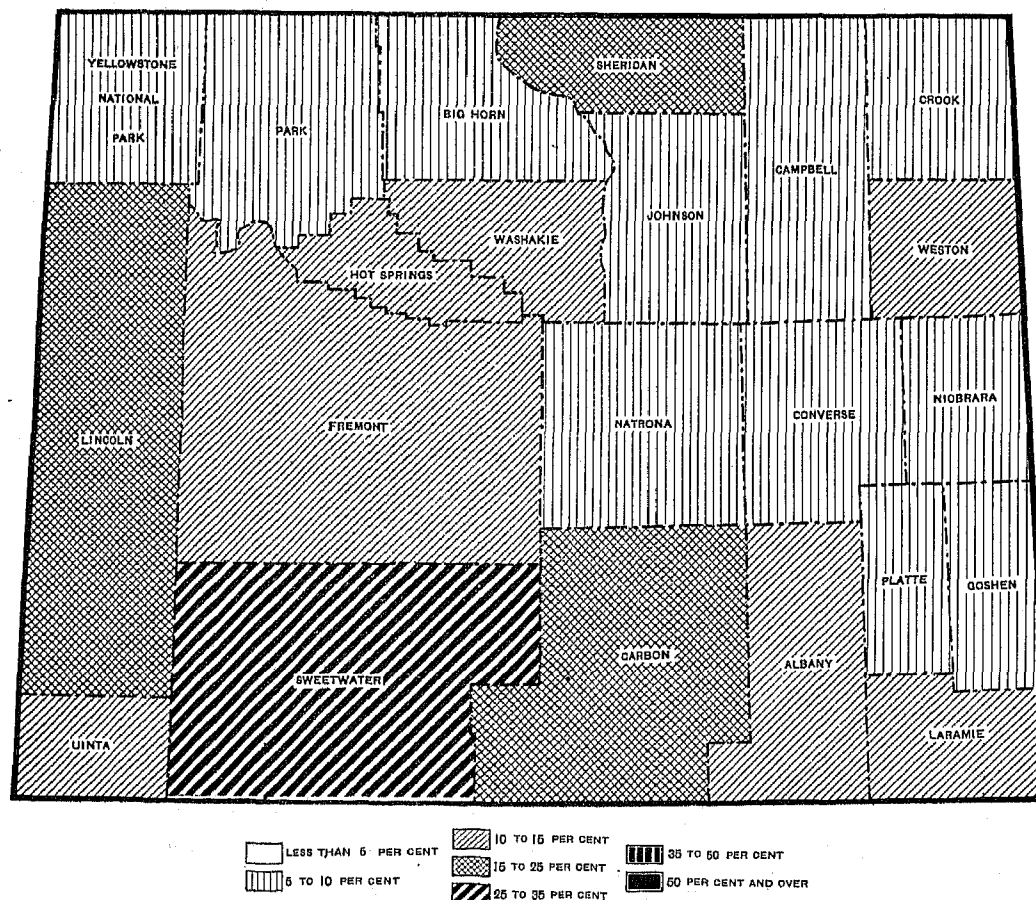 YELLOWSTONE
NATIONAL
PARK
PARK
BIG HORN
SHERIDAN
CAMPBELL
CROOK
JOHNSON
WASHAKIE
HOT SPRINGS
WESTON
LINCOLN
FREMONT
NATRONA
CONVERSE
NIOBRARA
PLATTE
GOSHEN
SWEETWATER
CARBON
ALBANY
UINTA
LARAMIE
LESS THAN 5 PER CENT
5 TO 10 PER CENT
10 TO 15 PER CENT
15 TO 25 PER CENT
25 TO 35 PER CENT
35 TO 50 PER CENT
50 PER CENT AND OVER